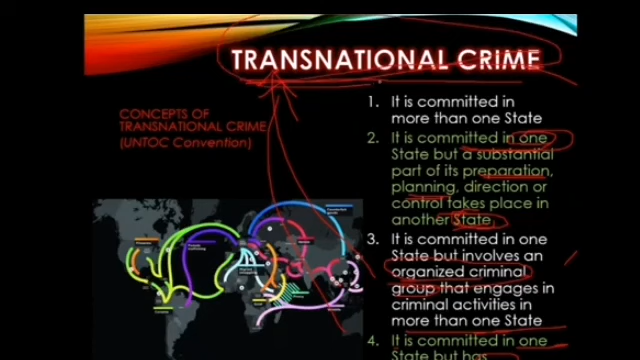 TRANSNATIONAL CRIME
CONCEPTS OF
TRANSNATIONAL CRIME
(UNTOC Convention)
1. It is committed in
more than one State
2. It is committed in one
State but a substantial
part of its preparation,
planning, direction or
control takes place in
another State.
3. It is committed in one
State but involves an
organized criminal
group that engages in
criminal activities in
more than one State
4. It is committed in one
State but has